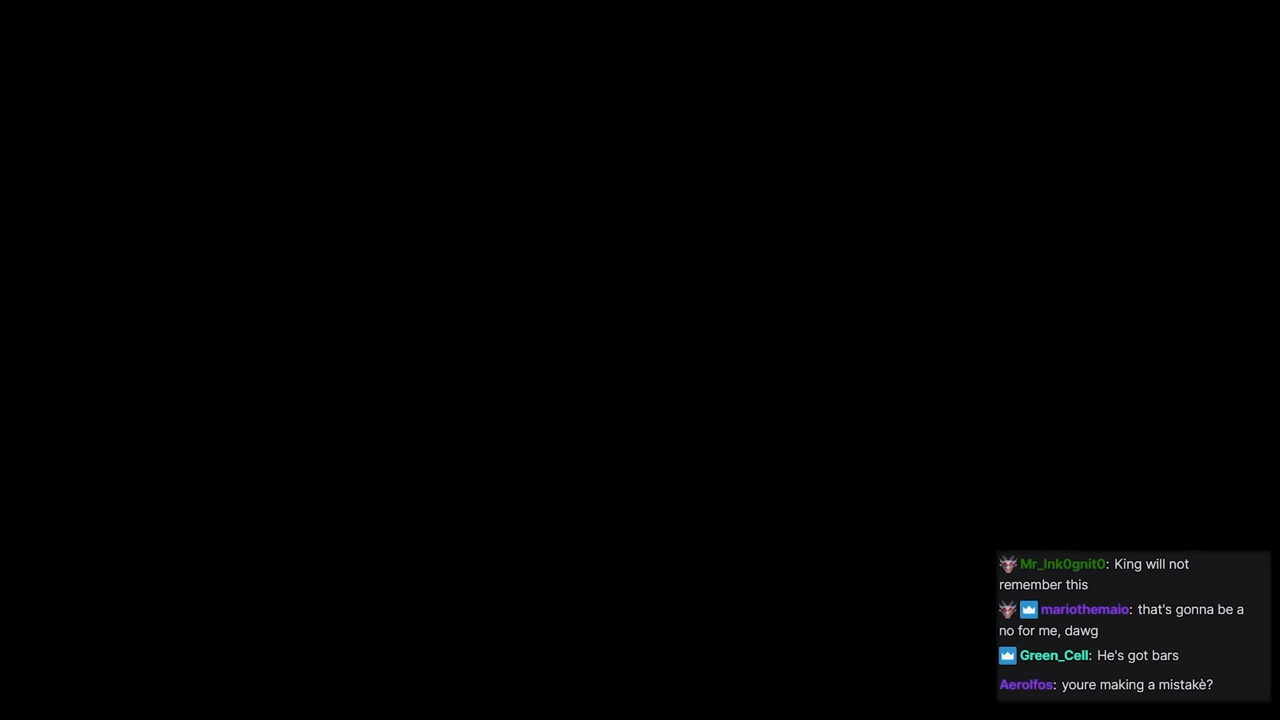 Mr_Ink0gnit0: King will not
remember this
mariothemaio: that's gonna be a
no for me, dawg
Green_Cell: He's got bars
Aerolfos: youre making a mistakè?